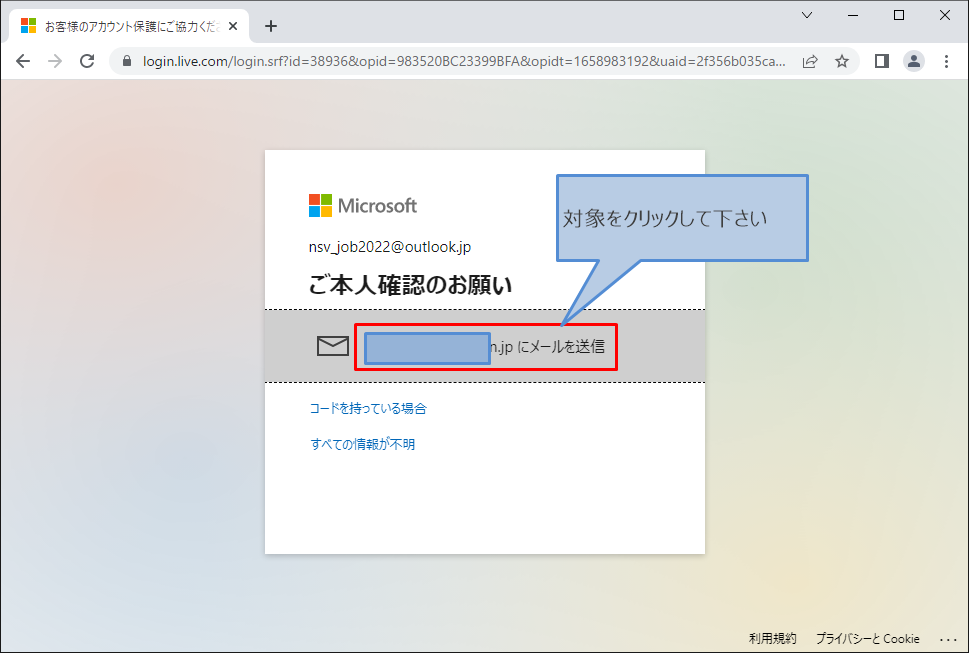 お客様のアカウント保護にご協力くだ
login.live.com/login.srf?id=38936&opid=983520BC23399BFA&opidt=1658983192&uaid=2f356b035ca...
Microsoft
対象をクリックして下さい
nsv_job2022@outlook.jp
ご本人確認のお願い
.jp にメールを送信
コードを持っている場合
すべての情報が不明
利用規約 プライバシーと Cookie ...